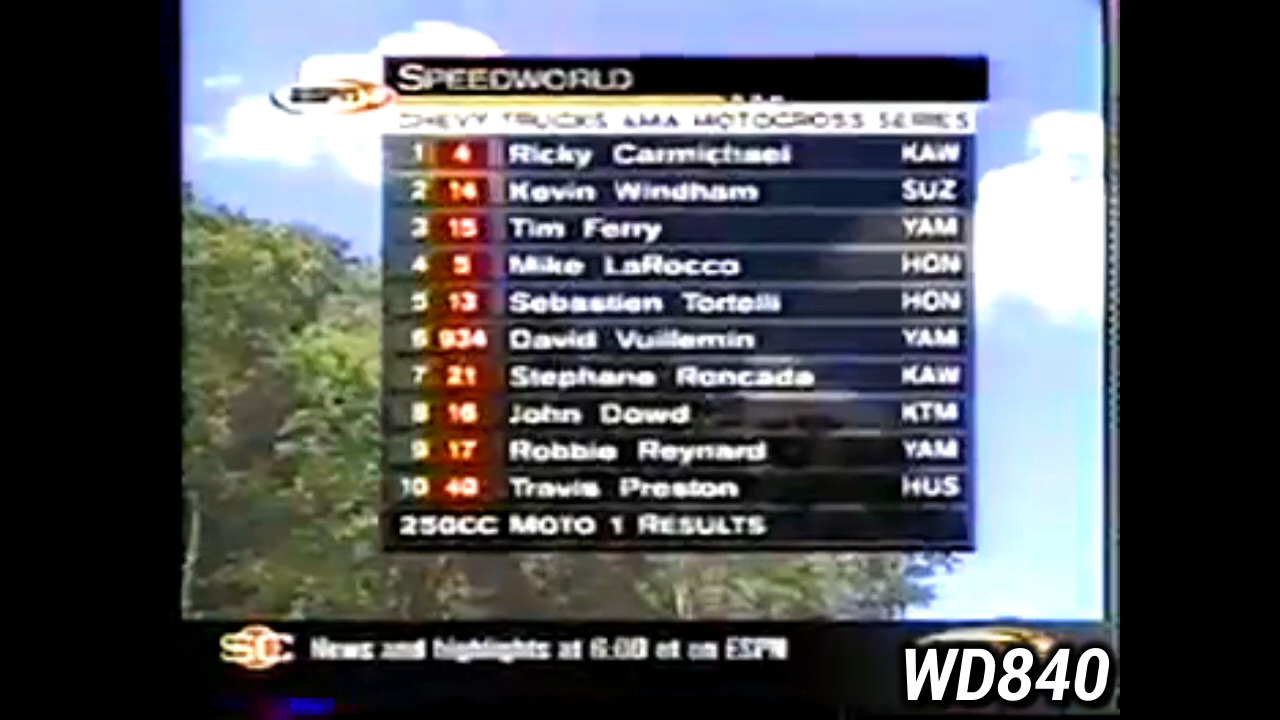 SPEEDWORLD
ESPN
CHEVY TRUCKS AMA MOTOCROSS SERIES
1 4 Ricky Carmichael KAW
2 14 Kevin Windham SUZ
3 15 Tim Ferry YAM
4 5 Mike LaRocco HON
5 13 Sebastien Tortelli HON
6 934 David Vuillemin YAM
7 21 Stephane Roncada KAW
8 16 John Dowd KTM
9 17 Robbie Reynard YAM
10 40 Travis Preston HUS
250CC MOTO 1 RESULTS
SC News and highlights at 6:00 et on ESPN
WD840